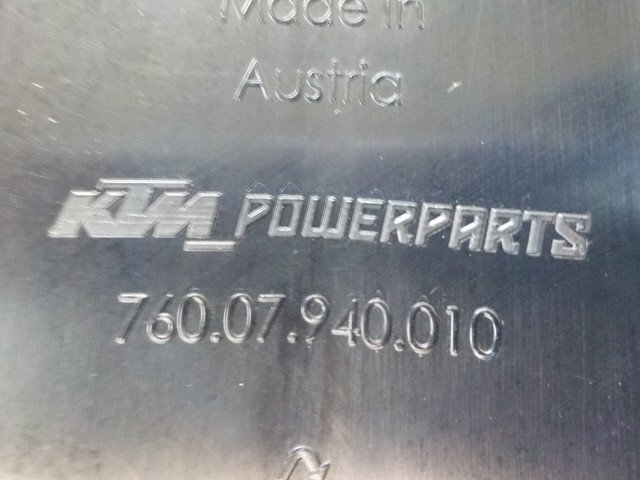 Made in
Austria
KTM POWERPARTS
760.07.940.010